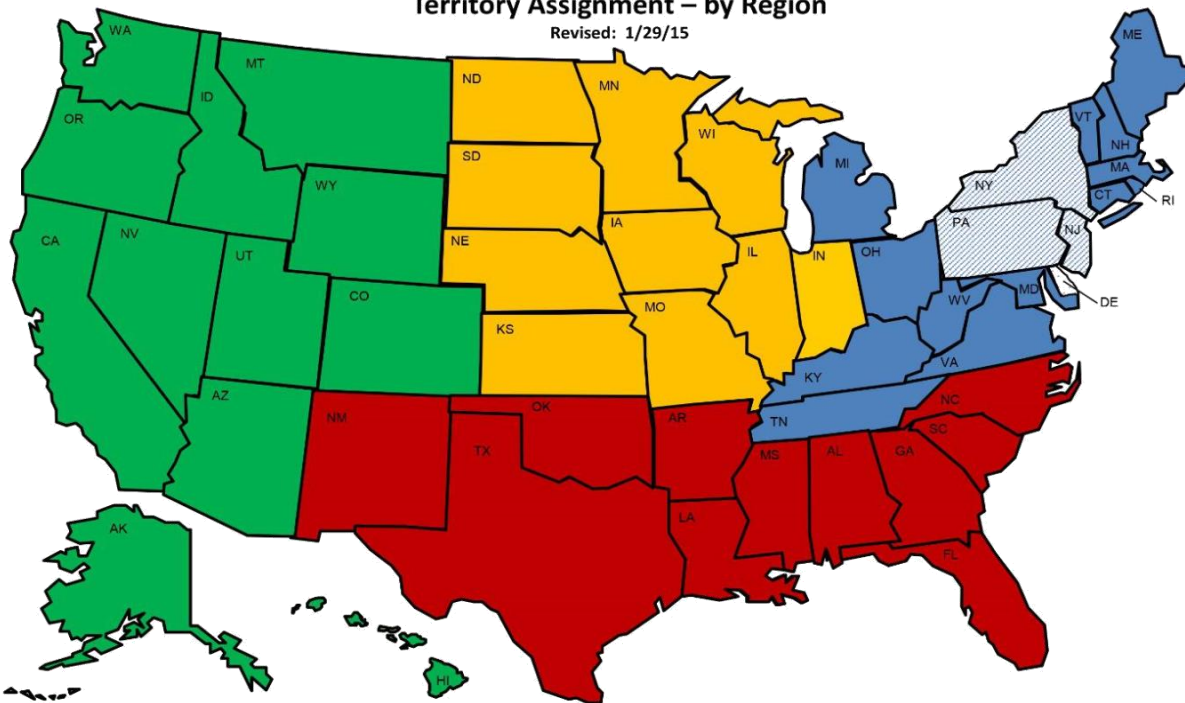 Territory Assignment – by Region
Revised: 1/29/15
WA
ME
MT
ND
MN
ID
OR
VT
WI
NH
SD
MI
MA
WY
NY
CT
RI
IA
PA
NJ
CA
NV
NE
UT
IL
IN
OH
MD
CO
WV
DE
MO
KS
VA
KY
AZ
NC
OK
NM
AR
TN
SC
TX
MS
AL
GA
LA
AK
FL
HI